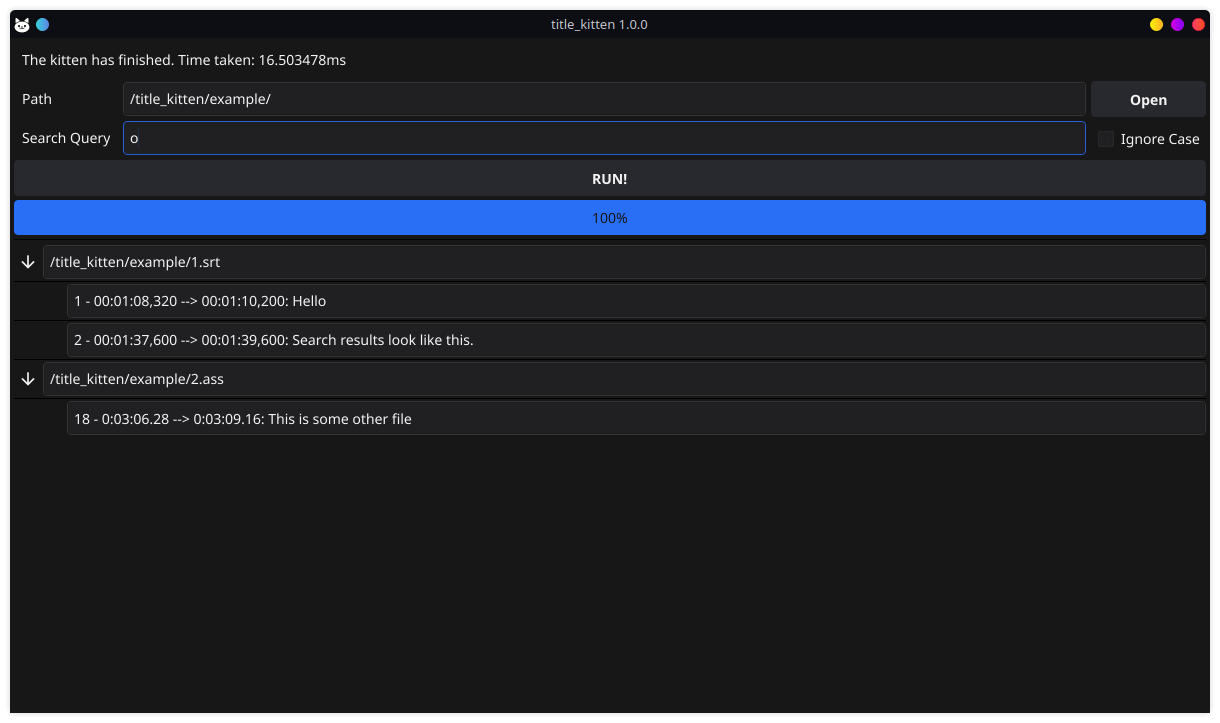 title_kitten 1.0.0
The kitten has finished. Time taken: 16.503478ms
Path /title_kitten/example/ Open
Search Query o Ignore Case
RUN!
100%
/title_kitten/example/1.srt
1 - 00:01:08,320 --> 00:01:10,200: Hello
2 - 00:01:37,600 --> 00:01:39,600: Search results look like this.
/title_kitten/example/2.ass
18 - 0:03:06.28 --> 0:03:09.16: This is some other file